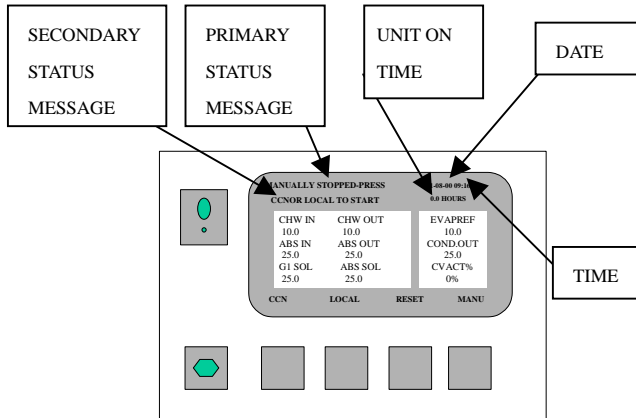 SECONDARY
STATUS
MESSAGE
PRIMARY
STATUS
MESSAGE
UNIT ON
TIME
DATE
MANUALLY STOPPED-PRESS
-08-00 09:
CCNOR LOCAL TO START
0.0 HOURS
CHW IN CHW OUT EVAPREF
10.0 10.0 10.0
ABS IN ABS OUT COND.OUT
25.0 25.0 25.0
G1 SOL ABS SOL CVACT%
25.0 25.0 0%
CCN LOCAL RESET MANU
TIME